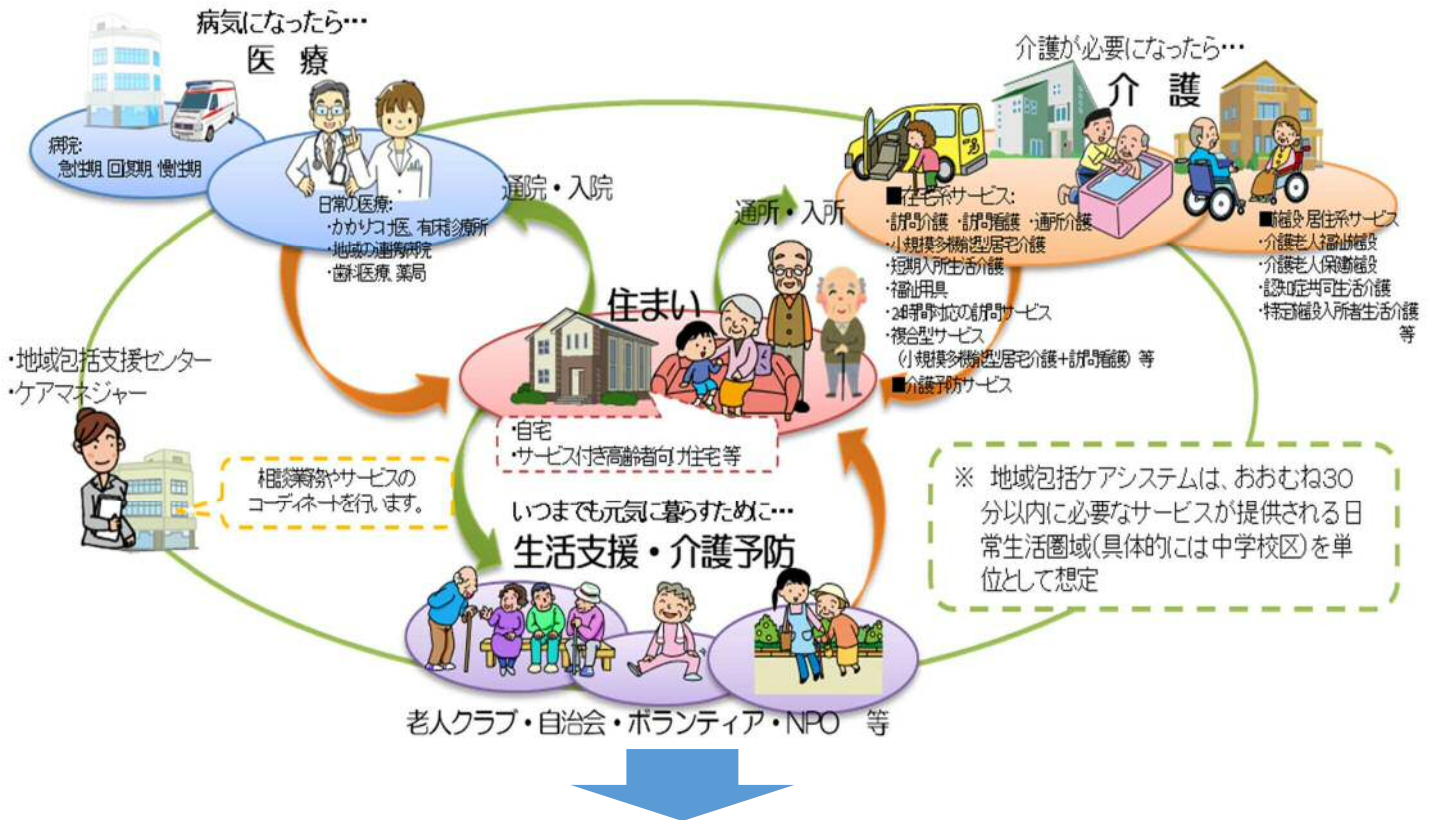 病気になったら…
医 療
病院:
急性期、回復期、慢性期
日常の医療:
・かかりつけ医、有床診療所
・地域の連携病院
・歯科医療、薬局
通院・入院
介護が必要になったら…
介 護
通所・入所
■在宅系サービス:
・訪問介護 ・訪問看護 ・通所介護
・小規模多機能型居宅介護
・短期入所生活介護
・福祉用具
・24時間対応の訪問サービス
・複合型サービス
(小規模多機能型居宅介護+訪問看護) 等
■介護予防サービス
■施設・居住系サービス
・介護老人福祉施設
・介護老人保健施設
・認知症共同生活介護
・特定施設入所者生活介護
等
住まい
・自宅
・サービス付き高齢者向け住宅 等
・地域包括支援センター
・ケアマネジャー
相談業務やサービスの
コーディネートを行います。
いつまでも元気に暮らすために…
生活支援・介護予防
老人クラブ・自治会・ボランティア・NPO 等
※ 地域包括ケアシステムは、おおむね30
分以内に必要なサービスが提供される日
常生活圏域(具体的には中学校区)を単
位として想定